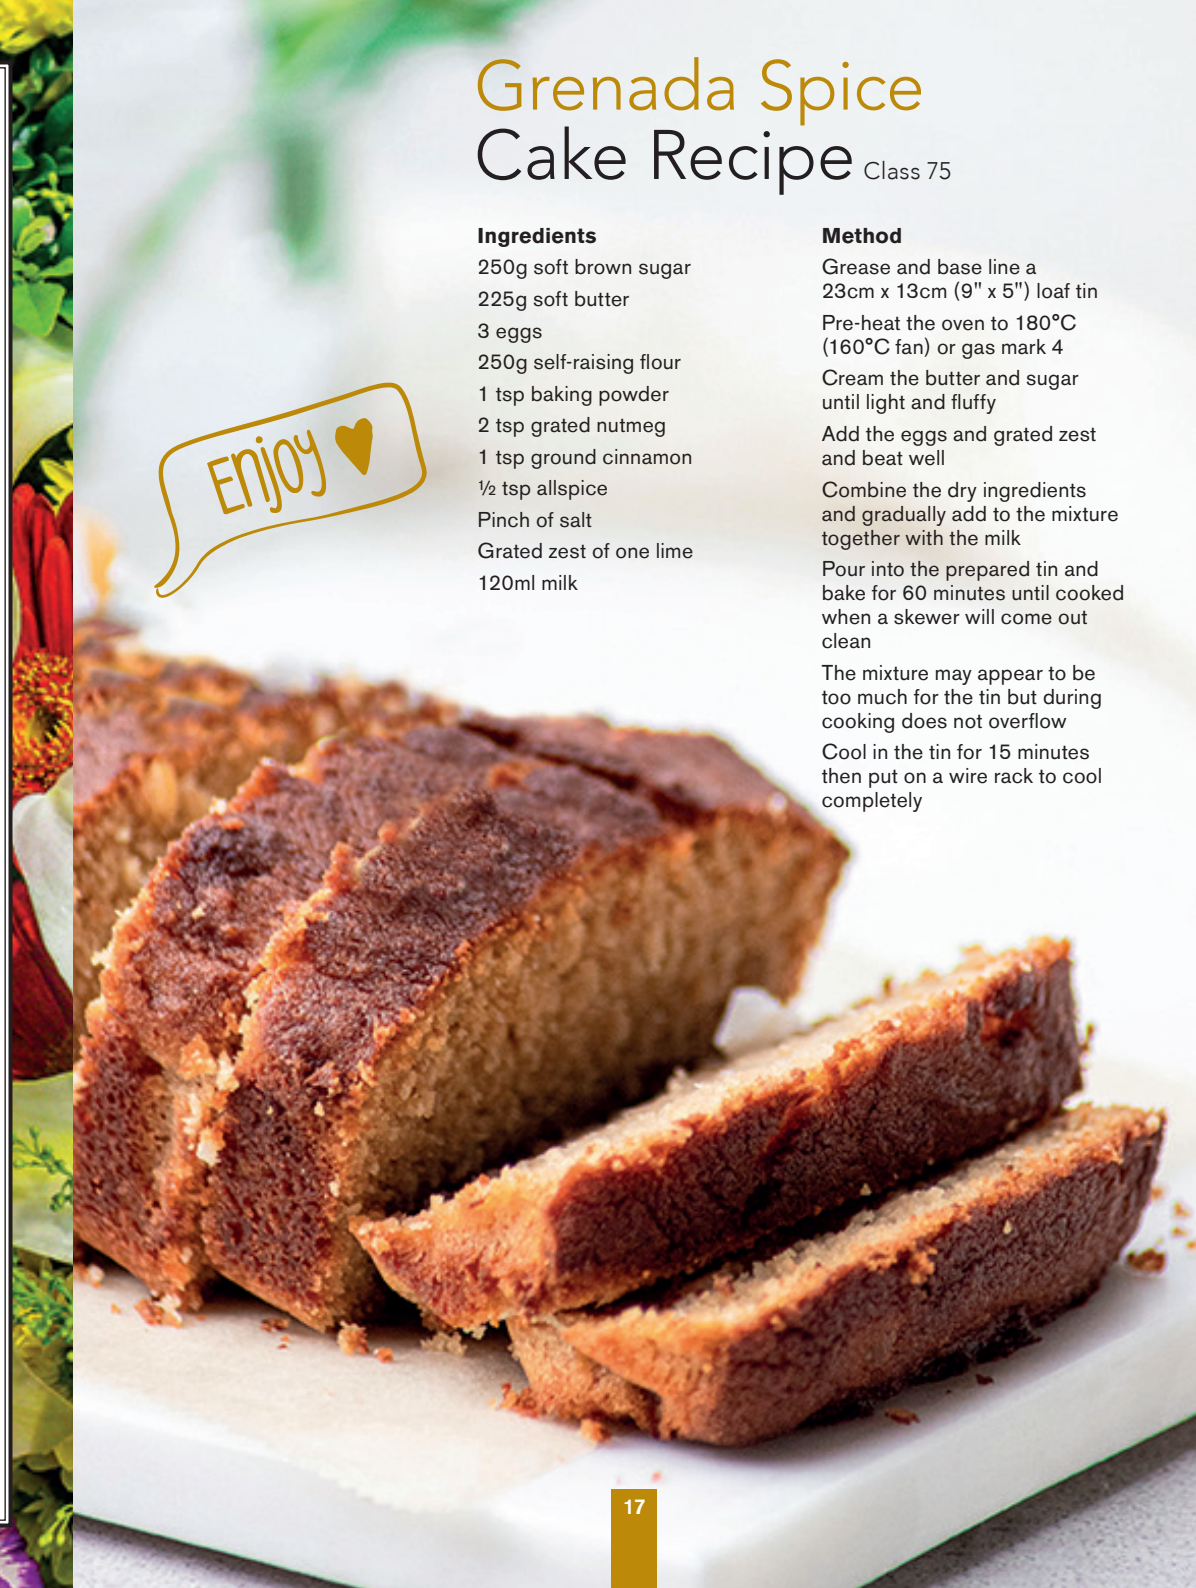 Grenada Spice
Cake Recipe Class 75
Ingredients
250g soft brown sugar
225g soft butter
3 eggs
250g self-raising flour
1 tsp baking powder
2 tsp grated nutmeg
1 tsp ground cinnamon
½ tsp allspice
Pinch of salt
Grated zest of one lime
120ml milk
Method
Grease and base line a
23cm x 13cm (9" x 5") loaf tin
Pre-heat the oven to 180°C
(160°C fan) or gas mark 4
Cream the butter and sugar
until light and fluffy
Add the eggs and grated zest
and beat well
Combine the dry ingredients
and gradually add to the mixture
together with the milk
Pour into the prepared tin and
bake for 60 minutes until cooked
when a skewer will come out
clean
The mixture may appear to be
too much for the tin but during
cooking does not overflow
Cool in the tin for 15 minutes
then put on a wire rack to cool
completely
Enjoy
17